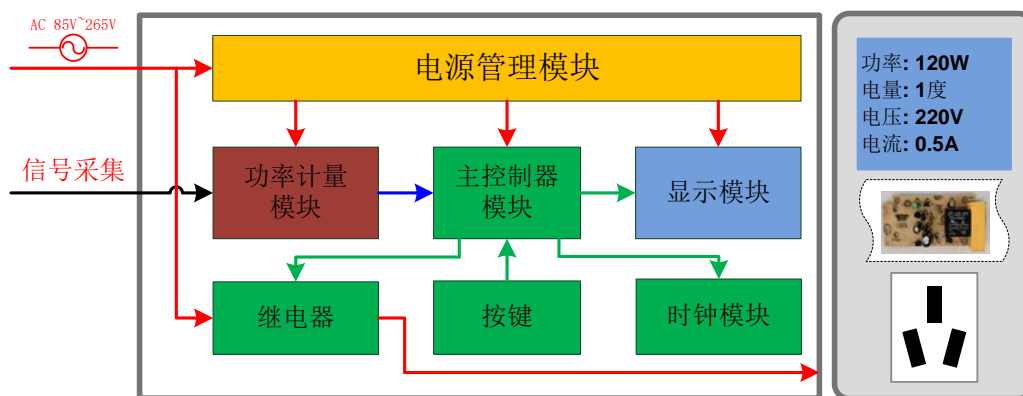 AC 85V~265V
电源管理模块
信号采集
功率计量
模块
主控制器
模块
显示模块
继电器
按键
时钟模块
功率: 120W
电量: 1度
电压: 220V
电流: 0.5A